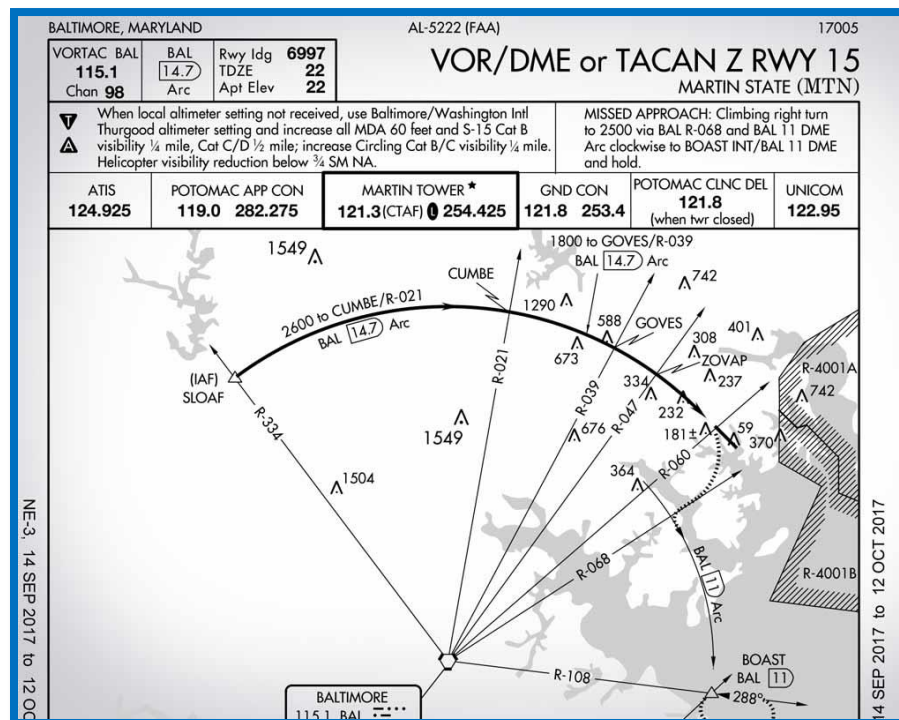 BALTIMORE, MARYLAND
AL-5222 (FAA)
17005
VORTAC BAL
115.1
Chan 98
BAL
14.7
Arc
Rwy ldg 6997
TDZE 22
Apt Elev 22
VOR/DME or TACAN Z RWY 15
MARTIN STATE (MTN)
T
A
When local altimeter setting not received, use Baltimore/Washington Intl
Thurgood altimeter setting and increase all MDA 60 feet and S-15 Cat B
visibility ¼ mile, Cat C/D ½ mile; increase Circling Cat B/C visibility ¼ mile.
Helicopter visibility reduction below ¾ SM NA.
MISSED APPROACH: Climbing right turn
to 2500 via BAL R-068 and BAL 11 DME
Arc clockwise to BOAST INT/BAL 11 DME
and hold.
ATIS
124.925
POTOMAC APP CON
119.0 282.275
MARTIN TOWER★
121.3 (CTAF) L 254.425
GND CON
121.8 253.4
POTOMAC CLNC DEL
121.8
(when twr closed)
UNICOM
122.95
1549
1800 to GOVES/R-039
BAL 14.7 Arc
CUMBE
742
2600 to CUMBE/R-021
BAL 14.7 Arc
1290
588
GOVES
673
308
401
ZOVAP
R-4001A
(IAF)
SLOAF
R-334
R-021
R-039
R-047
334
237
742
232
1549
676
181±
59
370
R-060
1504
364
R-068
BAL 11 Arc
R-4001B
BOAST
BAL 11
R-108
288°
BALTIMORE
115.1 BAL
NE-3, 14 SEP 2017 to 12 OC
14 SEP 2017 to 12 OCT 2017